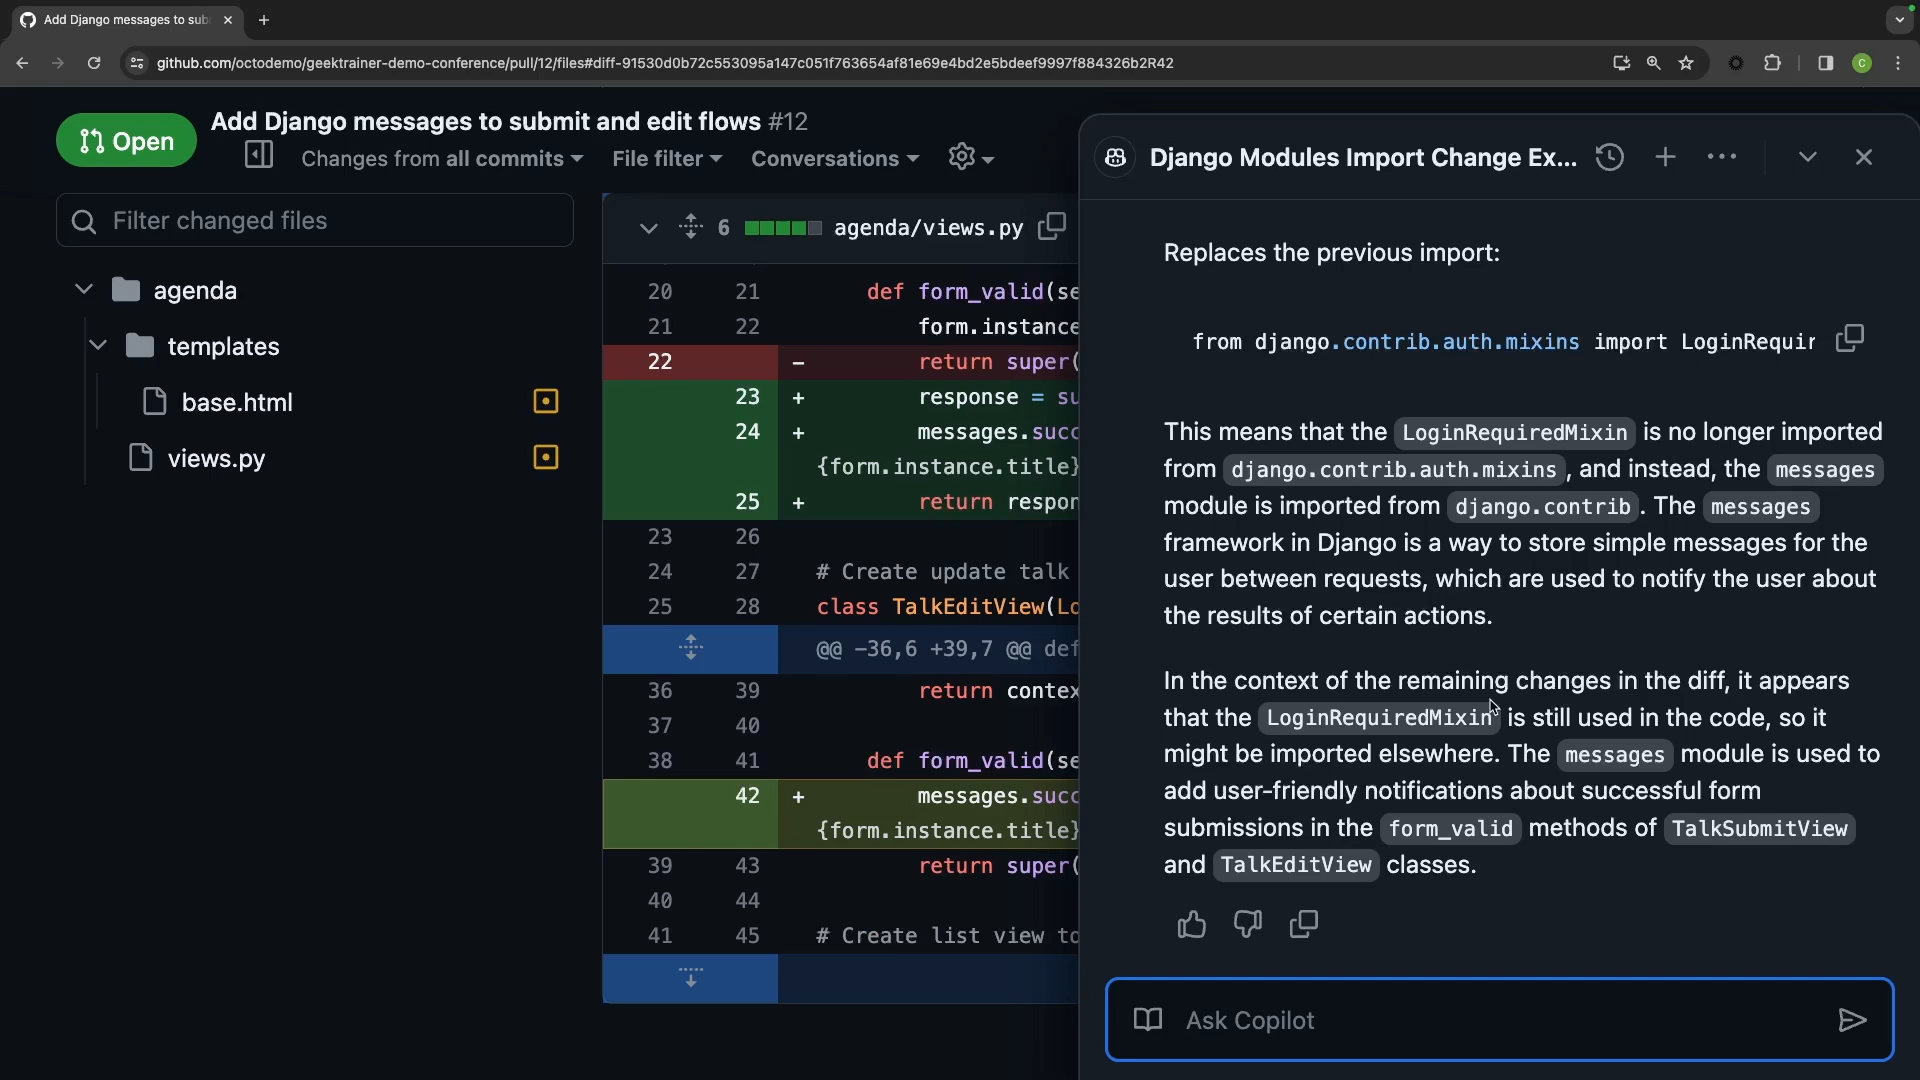 Add Django messages to sub
github.com/octodemo/geektrainer-demo-conference/pull/12/files#diff-91530d0b72c553095a147c051f763654af81e69e4bd2e5bdeef9997f884326b2R42
C
Open
Add Django messages to submit and edit flows #12
Changes from all commits
File filter
Conversations
Filter changed files
agenda
templates
base.html
views.py
6 agenda/views.py
20 21 def form_valid(se
21 22 form.instance
22 - return super(
23 + response = su
24 + messages.succ
{form.instance.title}
25 + return respon
23 26
24 27 # Create update talk
25 28 class TalkEditView(Lo
@@ -36,6 +39,7 @@ def
36 39 return contex
37 40
38 41 def form_valid(se
42 + messages.succ
{form.instance.title}
39 43 return super(
40 44
41 45 # Create list view to
Django Modules Import Change Ex...
Replaces the previous import:
from django.contrib.auth.mixins import LoginRequir
This means that the LoginRequiredMixin is no longer imported
from django.contrib.auth.mixins , and instead, the messages
module is imported from django.contrib . The messages
framework in Django is a way to store simple messages for the
user between requests, which are used to notify the user about
the results of certain actions.
In the context of the remaining changes in the diff, it appears
that the LoginRequiredMixin is still used in the code, so it
might be imported elsewhere. The messages module is used to
add user-friendly notifications about successful form
submissions in the form_valid methods of TalkSubmitView
and TalkEditView classes.
Ask Copilot